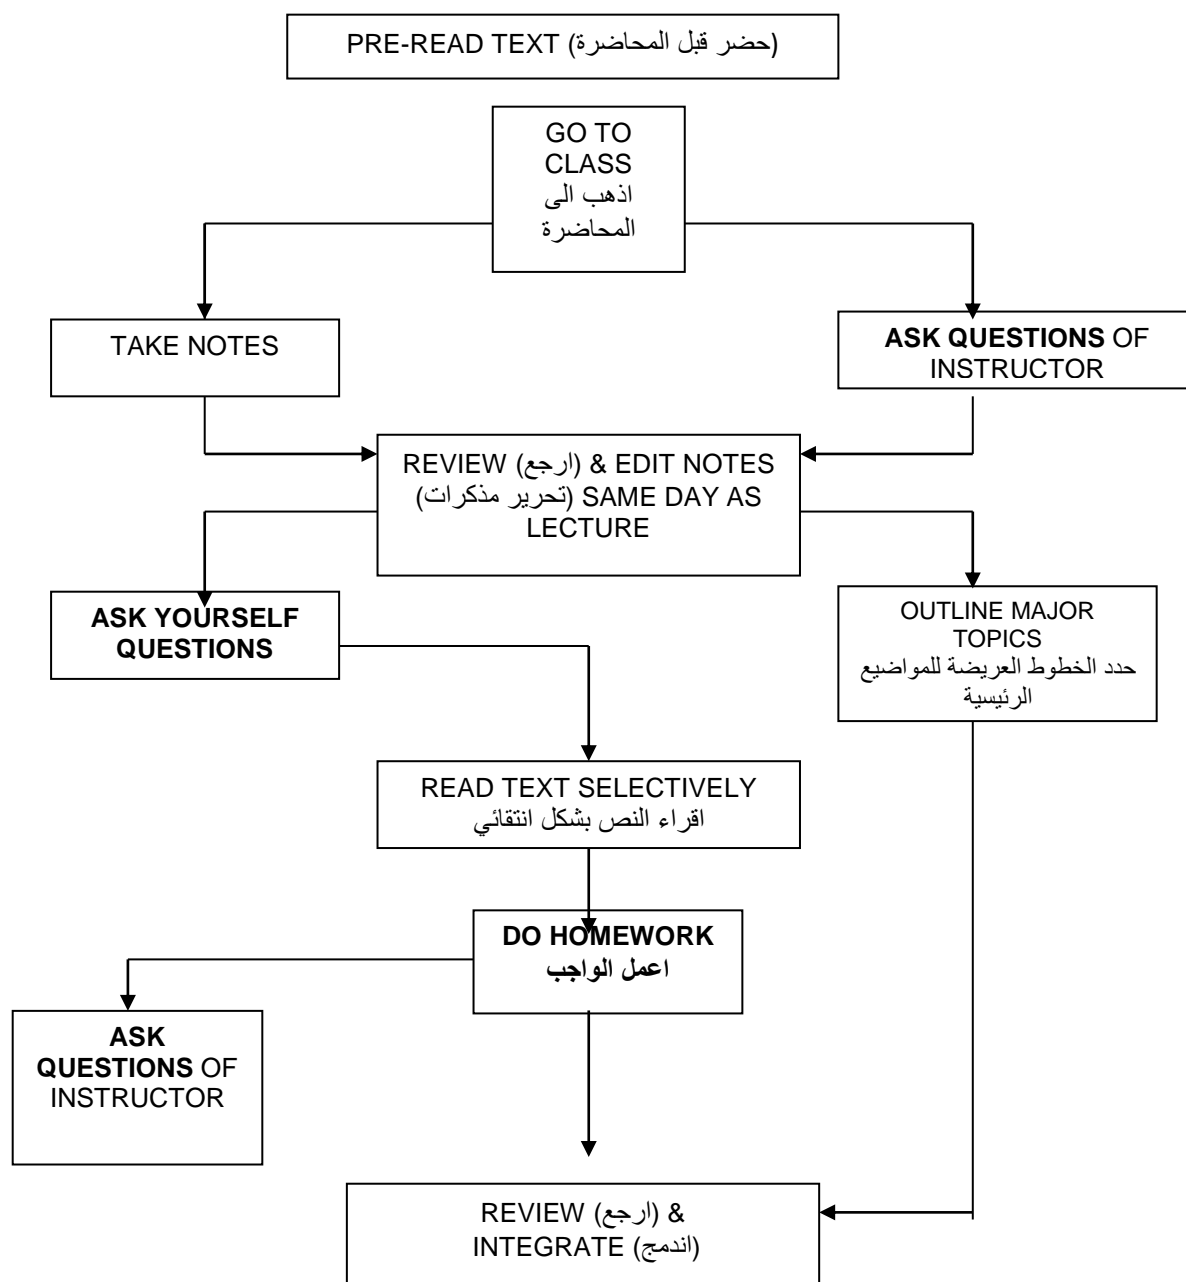 PRE-READ TEXT (حضر قبل المحاضرة)
GO TO
CLASS
اذهب الى
المحاضرة
TAKE NOTES
ASK QUESTIONS OF
INSTRUCTOR
REVIEW (ارجع) & EDIT NOTES
(تحرير مذكرات) SAME DAY AS
LECTURE
ASK YOURSELF
QUESTIONS
OUTLINE MAJOR
TOPICS
حدد الخطوط العريضة للمواضيع
الرئيسية
READ TEXT SELECTIVELY
اقراء النص بشكل انتقائي
DO HOMEWORK
اعمل الواجب
ASK
QUESTIONS OF
INSTRUCTOR
REVIEW (ارجع) &
INTEGRATE (اندمج)